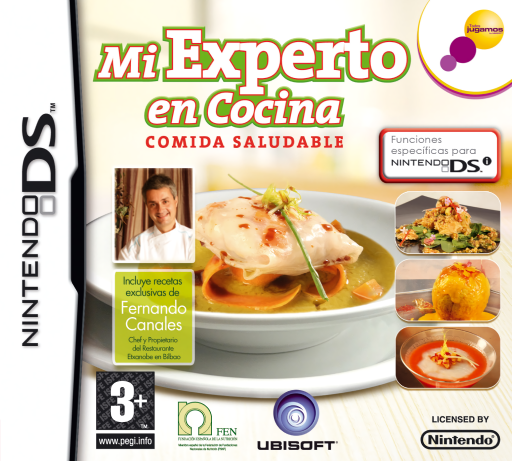 NINTENDO DS™
Todos
jugamos
Mi Experto
en Cocina
COMIDA SALUDABLE
Funciones
específicas para
NINTENDO DSi
Incluye recetas
exclusivas de
Fernando
Canales
Chef y Propietario
del Restaurante
Etxanobe en Bilbao
3+
www.pegi.info
FEN
FUNDACIÓN ESPAÑOLA DE LA NUTRICIÓN
UBISOFT
LICENSED BY
Nintendo